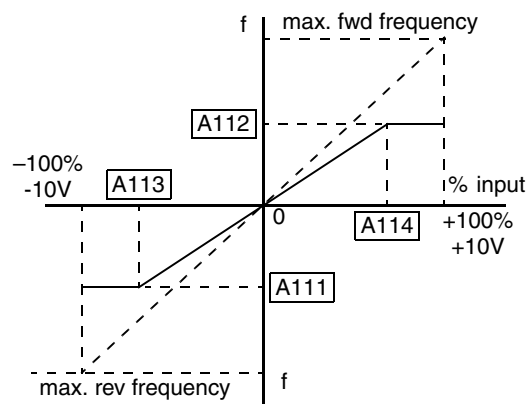 f
max. fwd frequency
A112
–100%
-10V
A113
% input
0
A114
+100%
+10V
A111
max. rev frequency
f